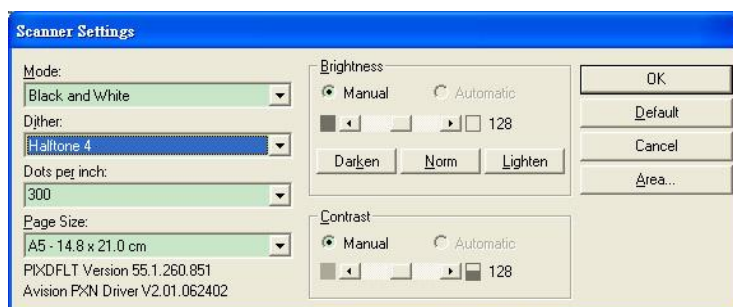 Scanner Settings
Mode:
Black and White
Dither:
Halftone 4
Dots per inch:
300
Page Size:
A5 - 14.8 x 21.0 cm
PIXDFLT Version 55.1.260.851
Avision PXN Driver V2.01.062402
Brightness
Manual Automatic
128
Darken Norm Lighten
Contrast
Manual Automatic
128
OK
Default
Cancel
Area...